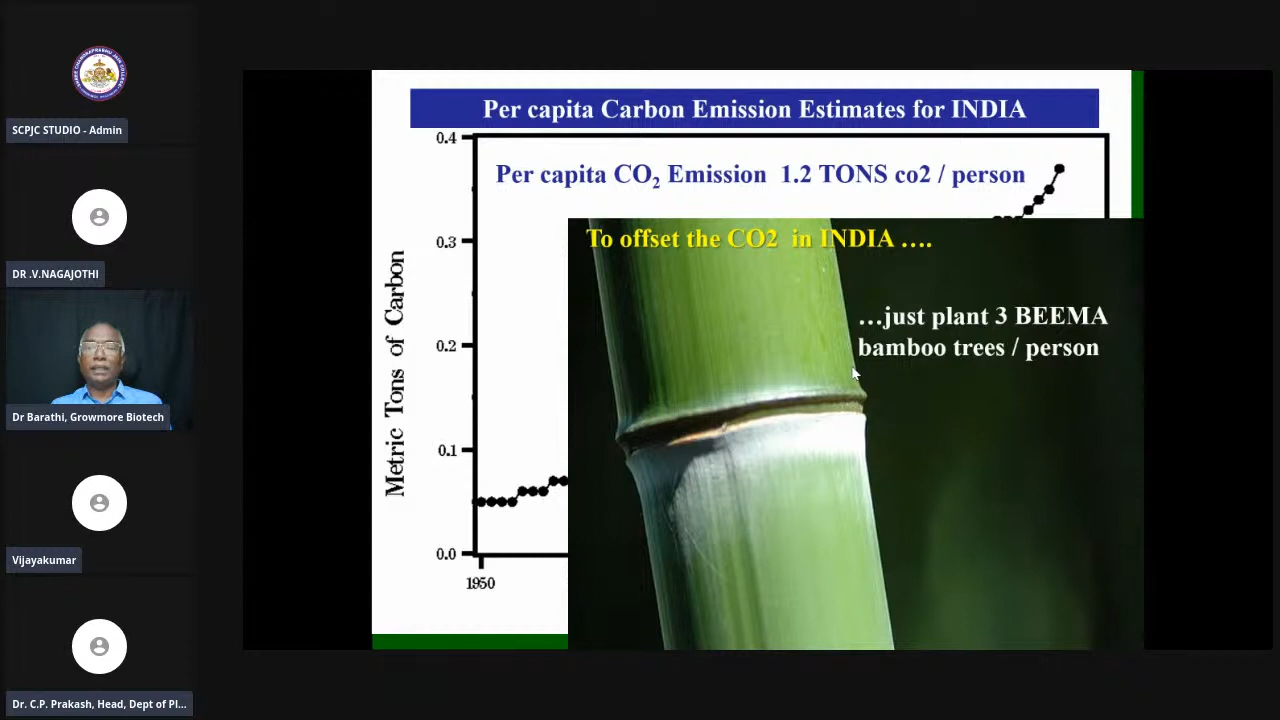 SCPJC STUDIO - Admin
DR .V.NAGAJOTHI
Dr Barathi, Growmore Biotech
Vijayakumar
Dr. C.P. Prakash, Head, Dept of Pl...
Per capita Carbon Emission Estimates for INDIA
Per capita CO₂ Emission 1.2 TONS co2 / person
To offset the CO2 in INDIA ....
...just plant 3 BEEMA
bamboo trees / person
Metric Tons of Carbon
0.4
0.3
0.2
0.1
0.0
1950